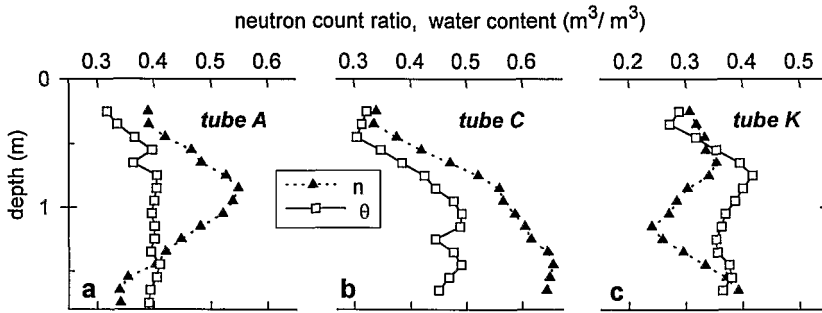 neutron count ratio, water content (m³/ m³)
0.3 0.4 0.5 0.6 0.3 0.4 0.5 0.6 0.2 0.3 0.4 0.5
0
tube A tube C tube K
depth (m)
n
1
θ
a b c